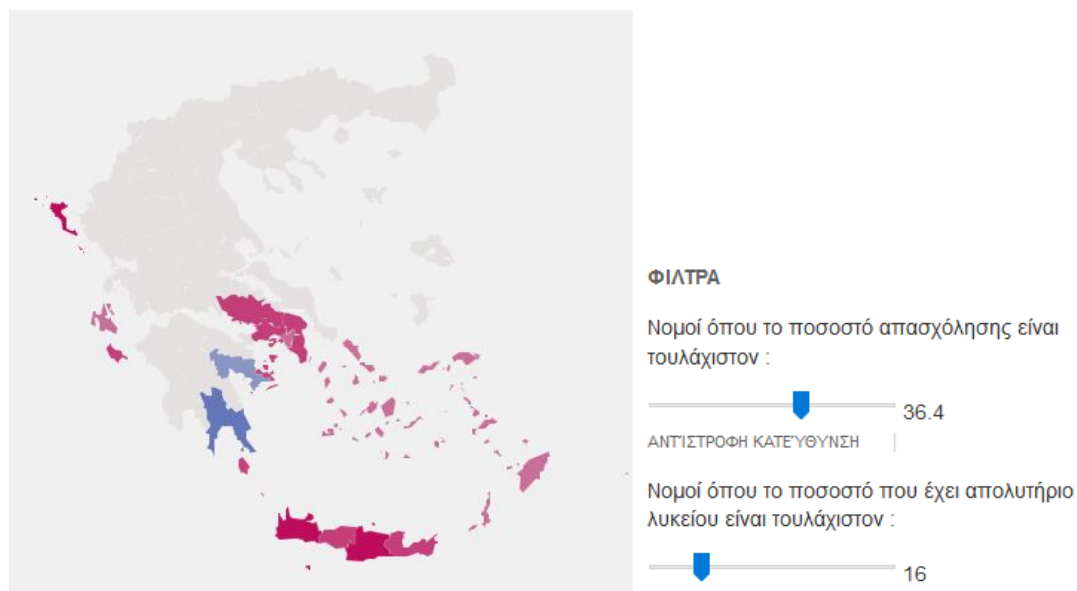 ΦΙΛΤΡΑ
Νομοί όπου το ποσοστό απασχόλησης είναι
τουλάχιστον :
36.4
ΑΝΤΊΣΤΡΟΦΗ ΚΑΤΕΎΘΥΝΣΗ
Νομοί όπου το ποσοστό που έχει απολυτήριο
λυκείου είναι τουλάχιστον :
16